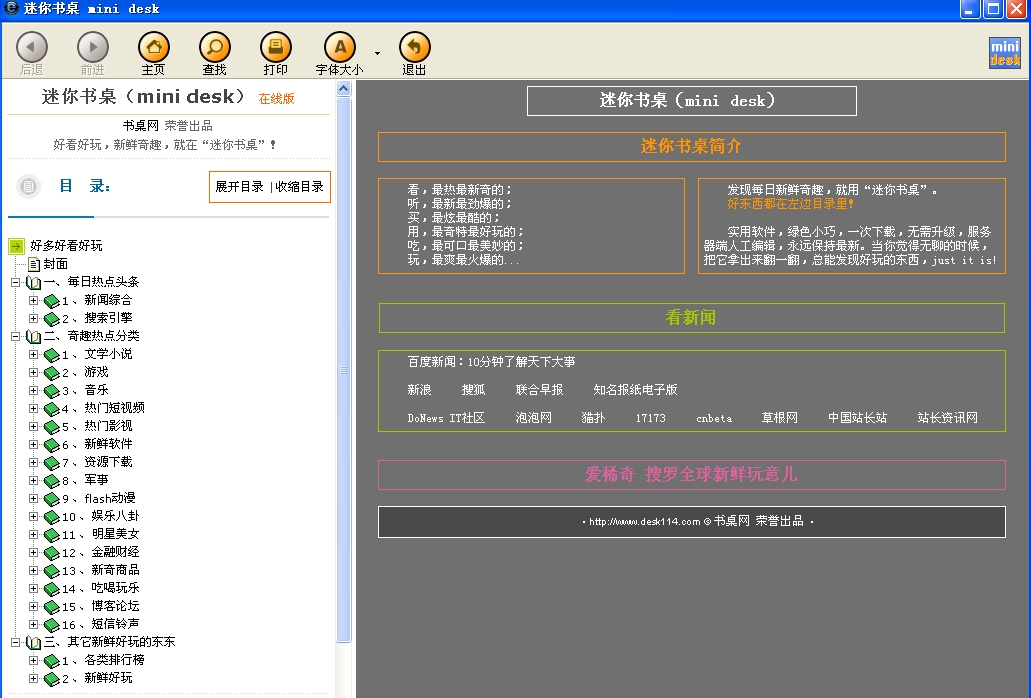 迷你书桌 mini desk
后退 前进 主页 查找 打印 字体大小 退出
mini desk
迷你书桌（mini desk） 在线版
书桌网 荣誉出品
好看好玩，新鲜奇趣，就在“迷你书桌”！
目 录：
展开目录 |收缩目录
好多好看好玩
封面
一、每日热点头条
1、新闻综合
2、搜索引擎
二、奇趣热点分类
1、文学小说
2、游戏
3、音乐
4、热门短视频
5、热门影视
6、新鲜软件
7、资源下载
8、军事
9、flash动漫
10、娱乐八卦
11、明星美女
12、金融财经
13、新奇商品
14、吃喝玩乐
15、博客论坛
16、短信铃声
三、其它新鲜好玩的东东
1、各类排行榜
2、新鲜好玩
迷你书桌（mini desk）
迷你书桌简介
看，最热最新奇的；
听，最新最劲爆的；
买，最炫最酷的；
用，最奇特最好玩的；
吃，最可口最美妙的；
玩，最爽最火爆的...
发现每日新鲜奇趣，就用“迷你书桌”。
好东西都在左边目录里！
实用软件，绿色小巧，一次下载，无需升级，服务
器端人工编辑，永远保持最新。当你觉得无聊的时候，
把它拿出来翻一翻，总能发现好玩的东西，just it is!
看新闻
百度新闻：10分钟了解天下大事
新浪 搜狐 联合早报 知名报纸电子版
DoNews IT社区 泡泡网 猫扑 17173 cnbeta 草根网 中国站长站 站长资讯网
爱稀奇 搜罗全球新鲜玩意儿
· http://www.desk114.com © 书桌网 荣誉出品 ·